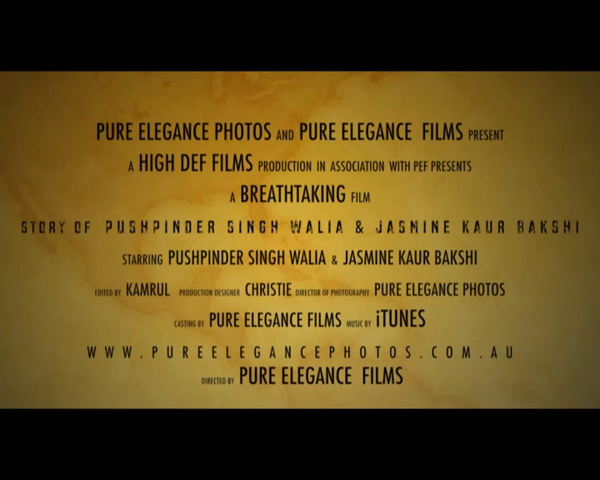 PURE ELEGANCE PHOTOS AND PURE ELEGANCE FILMS PRESENT
A HIGH DEF FILMS PRODUCTION IN ASSOCIATION WITH PEF PRESENTS
A BREATHTAKING FILM
STORY OF PUSHPINDER SINGH WALIA & JASMINE KAUR BAKSHI
STARRING PUSHPINDER SINGH WALIA & JASMINE KAUR BAKSHI
EDITED BY KAMRUL PRODUCTION DESIGNER CHRISTIE DIRECTOR OF PHOTOGRAPHY PURE ELEGANCE PHOTOS
CASTING BY PURE ELEGANCE FILMS MUSIC BY iTUNES
WWW.PUREELEGANCEPHOTOS.COM.AU
DIRECTED BY PURE ELEGANCE FILMS